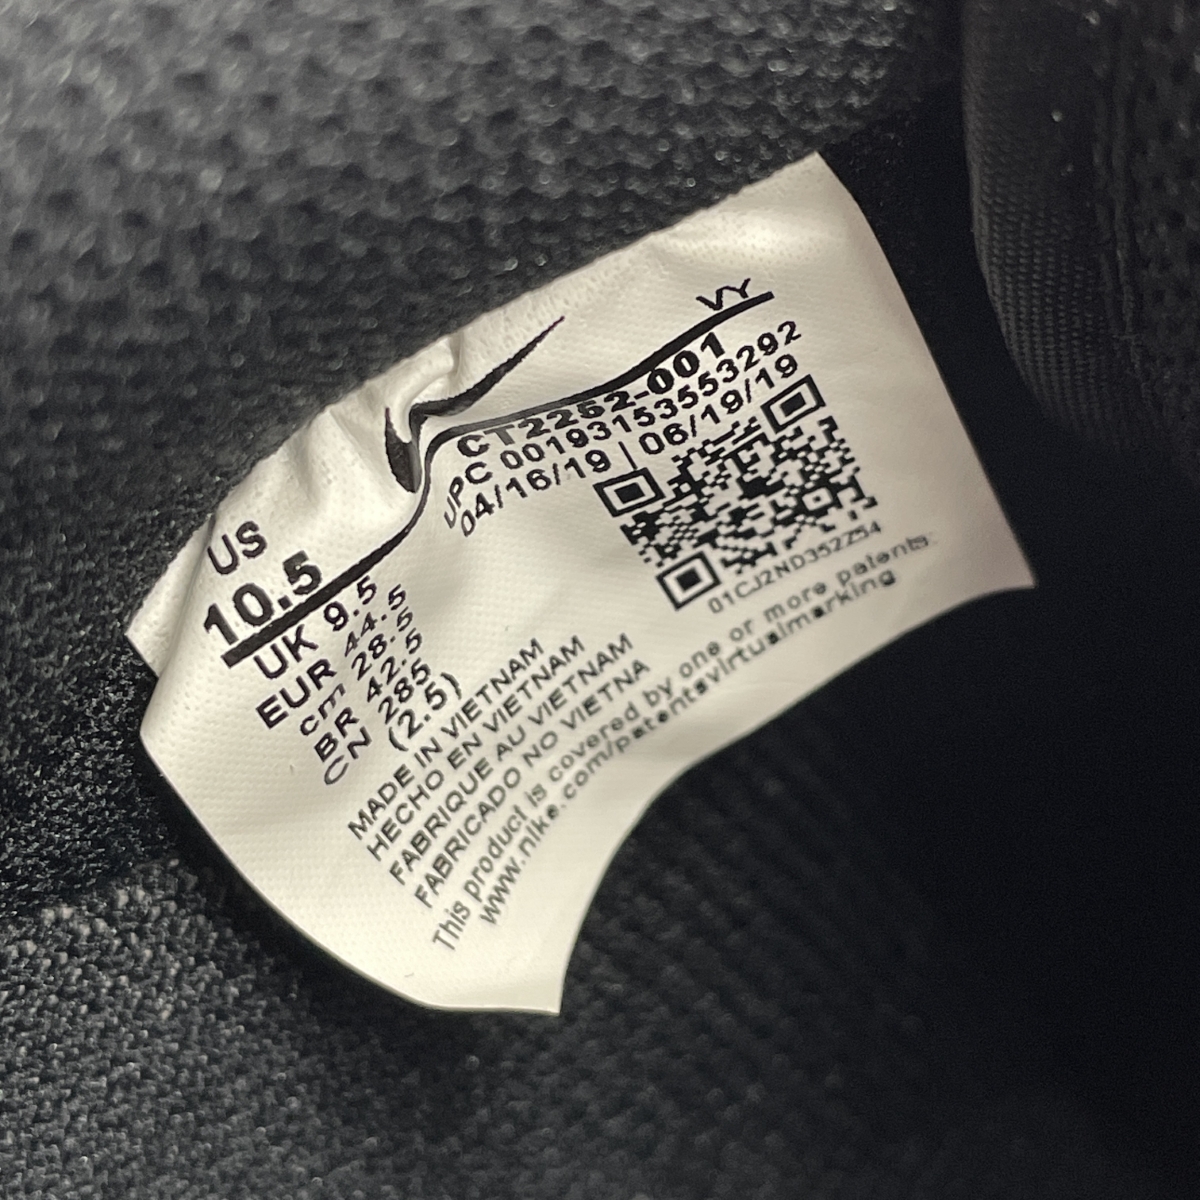 VY
CT2252-001
UPC 00193153553292
04/16/19 | 06/19/19
01CJ2ND352Z54
US
10.5
UK 9.5
EUR 44.5
cm 28.5
BR 42.5
CN 285
(2.5)
MADE IN VIETNAM
HECHO EN VIETNAM
FABRIQUE AU VIETNAM
FABRICADO NO VIETNA
This product is covered by one or more patents:
www.nike.com/patentsvirtualmarking